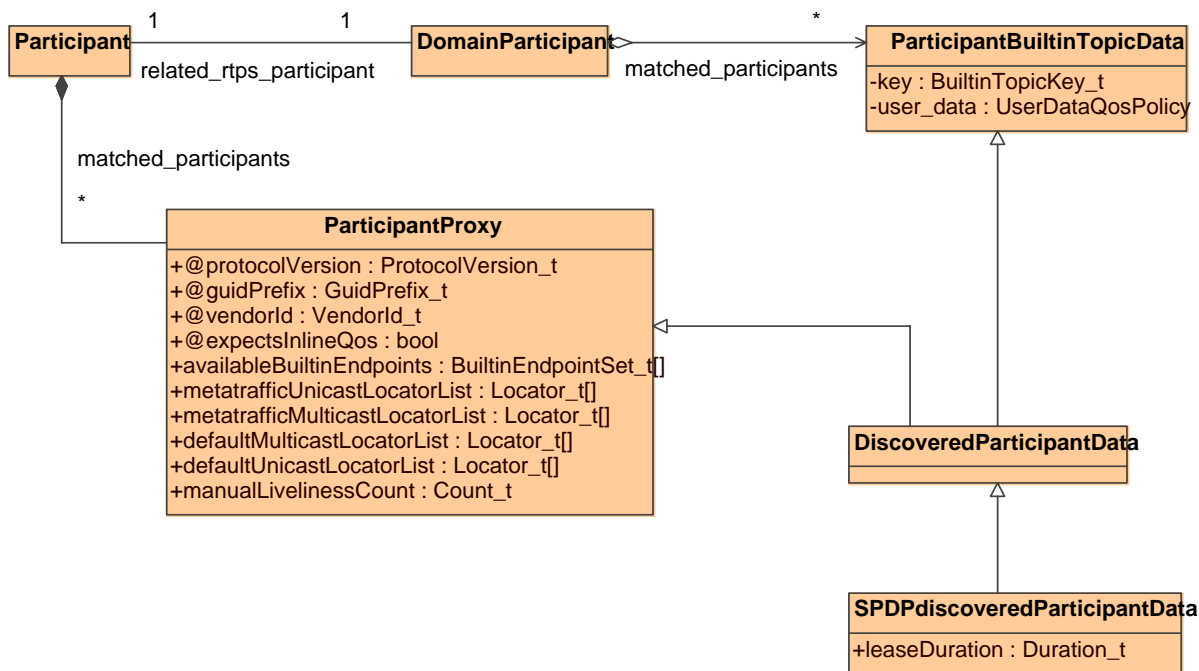 1
1
*
Participant
DomainParticipant
ParticipantBuiltinTopicData
related_rtps_participant
matched_participants
-key : BuiltinTopicKey_t
-user_data : UserDataQosPolicy
matched_participants
*
ParticipantProxy
+@protocolVersion : ProtocolVersion_t
+@guidPrefix : GuidPrefix_t
+@vendorId : VendorId_t
+@expectsInlineQos : bool
+availableBuiltinEndpoints : BuiltinEndpointSet_t[]
+metatrafficUnicastLocatorList : Locator_t[]
+metatrafficMulticastLocatorList : Locator_t[]
+defaultMulticastLocatorList : Locator_t[]
+defaultUnicastLocatorList : Locator_t[]
+manualLivelinessCount : Count_t
DiscoveredParticipantData
SPDPdiscoveredParticipantData
+leaseDuration : Duration_t